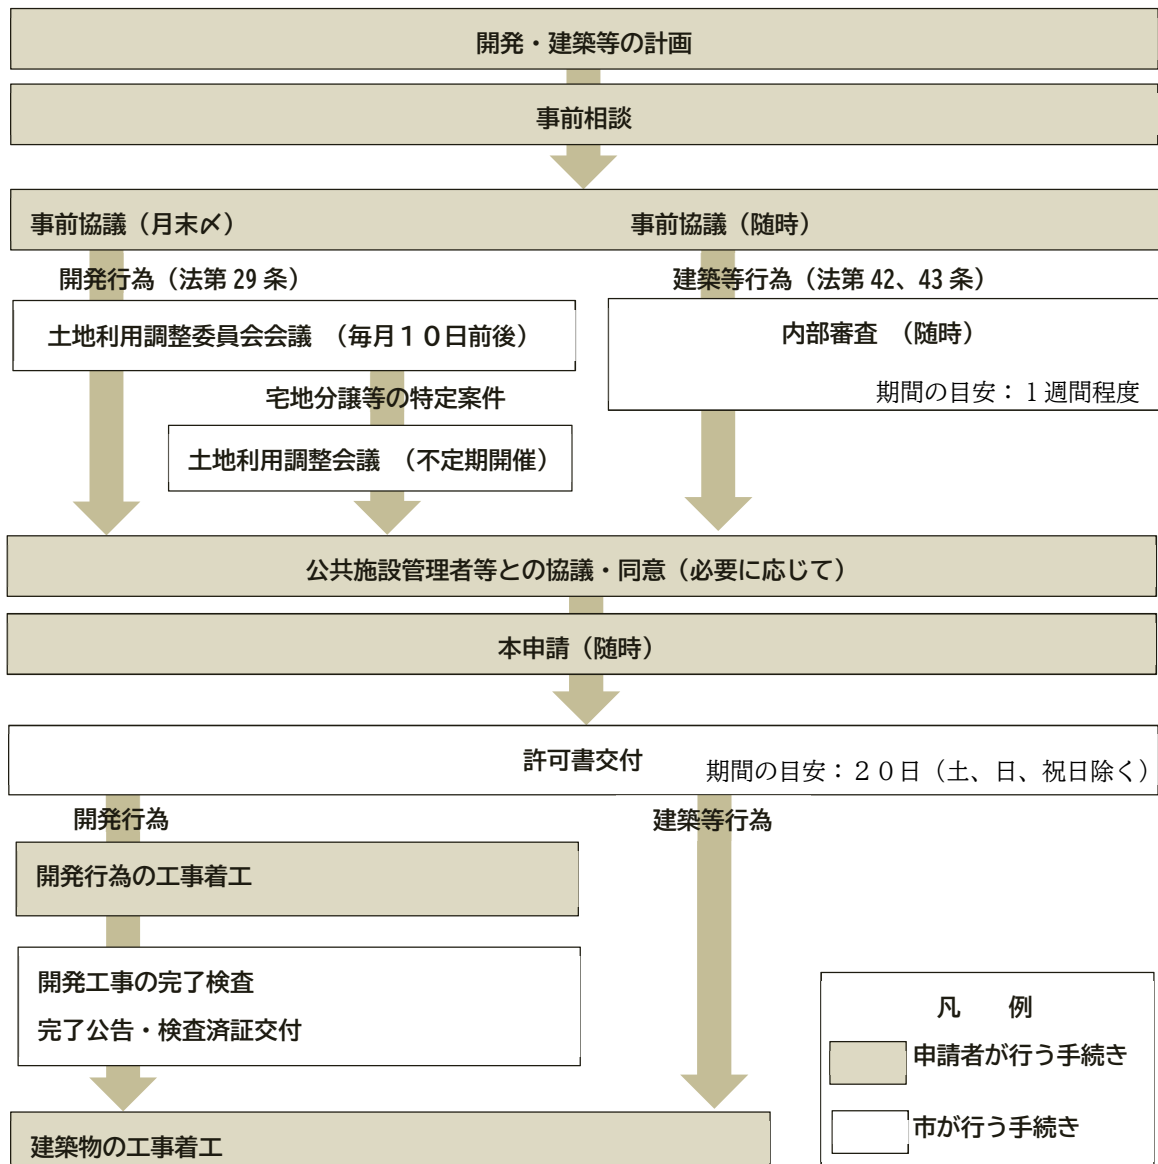 開発・建築等の計画
事前相談
事前協議（月末〆）
事前協議（随時）
開発行為（法第 29 条）
建築等行為（法第 42、43 条）
土地利用調整委員会会議　（毎月１０日前後）
内部審査　（随時）
期間の目安：１週間程度
宅地分譲等の特定案件
土地利用調整会議　（不定期開催）
公共施設管理者等との協議・同意（必要に応じて）
本申請（随時）
許可書交付
期間の目安：２０日（土、日、祝日除く）
開発行為
建築等行為
開発行為の工事着工
開発工事の完了検査
完了公告・検査済証交付
建築物の工事着工
凡　　例
申請者が行う手続き
市が行う手続き